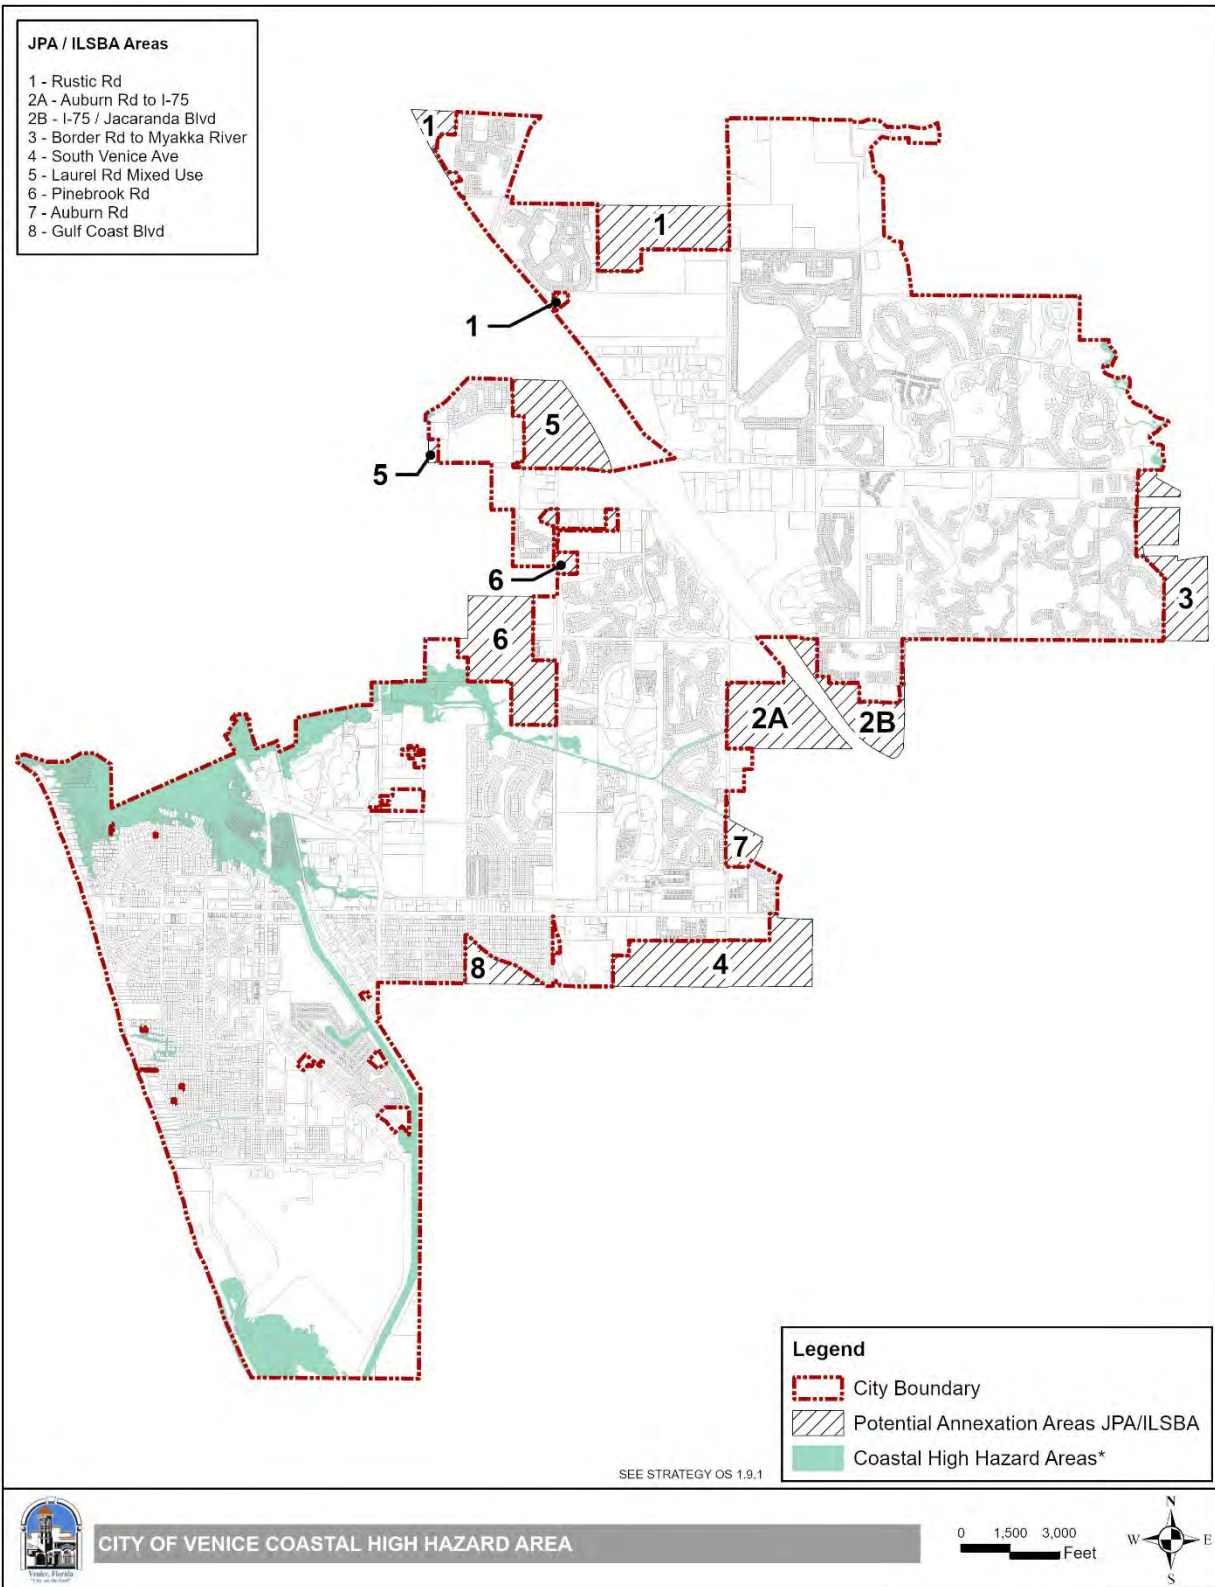 JPA / ILSBA Areas
1 - Rustic Rd
2A - Auburn Rd to I-75
2B - I-75 / Jacaranda Blvd
3 - Border Rd to Myakka River
4 - South Venice Ave
5 - Laurel Rd Mixed Use
6 - Pinebrook Rd
7 - Auburn Rd
8 - Gulf Coast Blvd
1
1
1
5
5
6
3
6
2A
2B
7
8
4
Legend
City Boundary
Potential Annexation Areas JPA/ILSBA
Coastal High Hazard Areas*
SEE STRATEGY OS 1.9.1
Venice, Florida
"City on the Gulf"
CITY OF VENICE COASTAL HIGH HAZARD AREA
0 1,500 3,000
Feet
N
W E
S